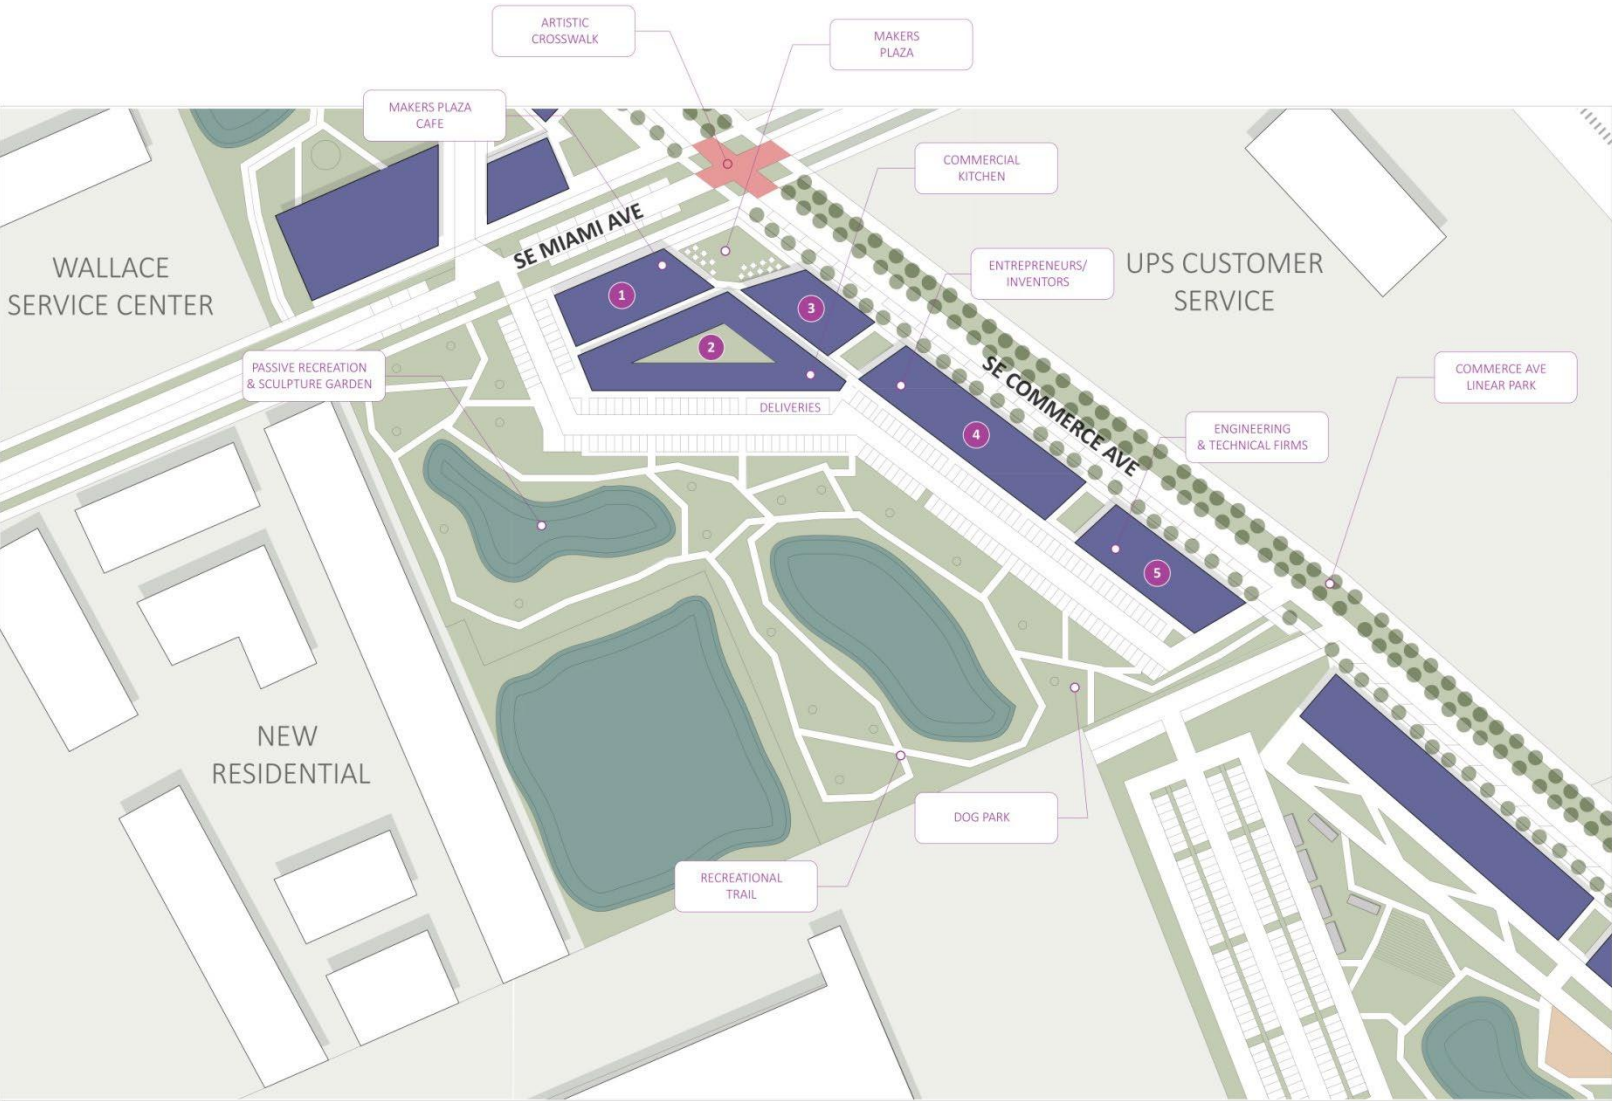 ARTISTIC
CROSSWALK
MAKERS
PLAZA
MAKERS PLAZA
CAFE
COMMERCIAL
KITCHEN
SE MIAMI AVE
ENTREPRENEURS/
INVENTORS
UPS CUSTOMER
SERVICE
WALLACE
SERVICE CENTER
1
3
2
PASSIVE RECREATION
& SCULPTURE GARDEN
SE COMMERCE AVE
COMMERCE AVE
LINEAR PARK
DELIVERIES
4
ENGINEERING
& TECHNICAL FIRMS
5
NEW
RESIDENTIAL
DOG PARK
RECREATIONAL
TRAIL